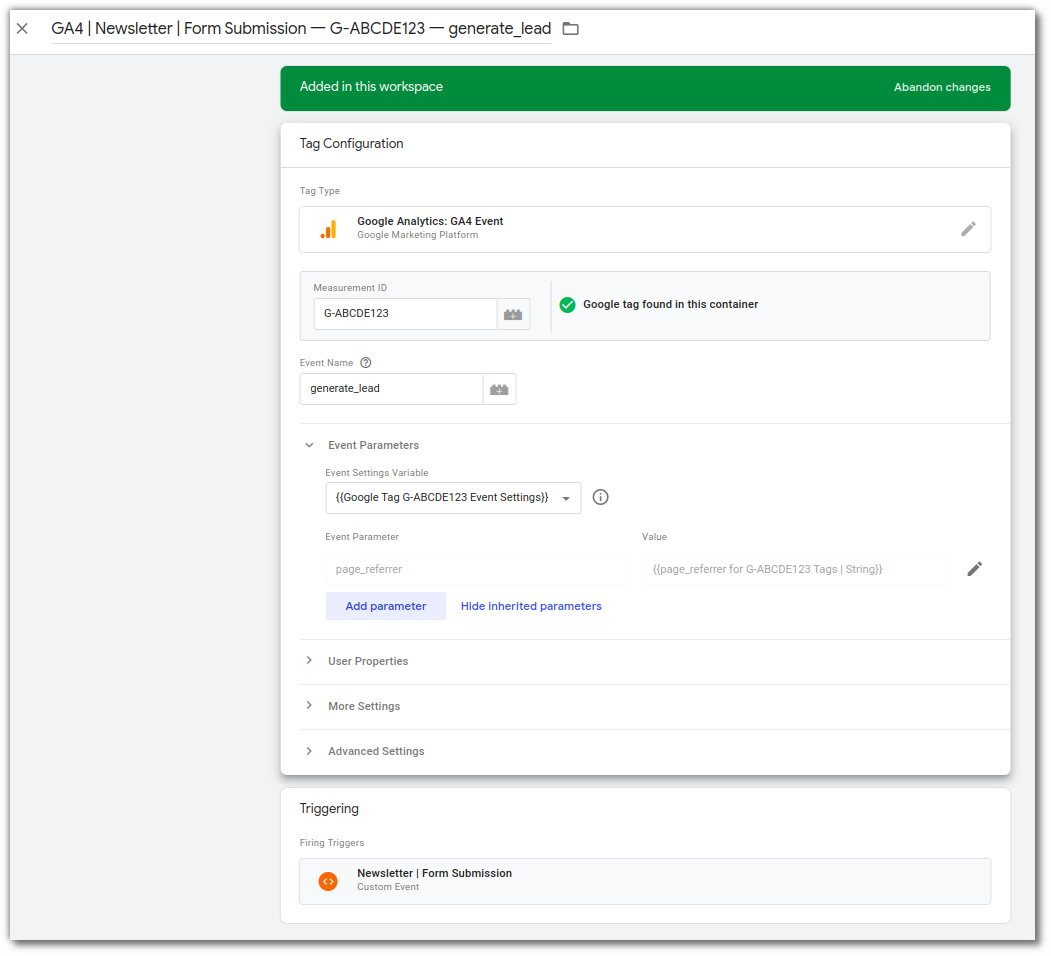 GA4 | Newsletter | Form Submission — G-ABCDE123 — generate_lead
Added in this workspace
Abandon changes
Tag Configuration
Tag Type
Google Analytics: GA4 Event
Google Marketing Platform
Measurement ID
G-ABCDE123
Google tag found in this container
Event Name
generate_lead
Event Parameters
Event Settings Variable
{{Google Tag G-ABCDE123 Event Settings}}
Event Parameter
Value
page_referrer
{{page_referrer for G-ABCDE123 Tags | String}}
Add parameter
Hide inherited parameters
User Properties
More Settings
Advanced Settings
Triggering
Firing Triggers
Newsletter | Form Submission
Custom Event